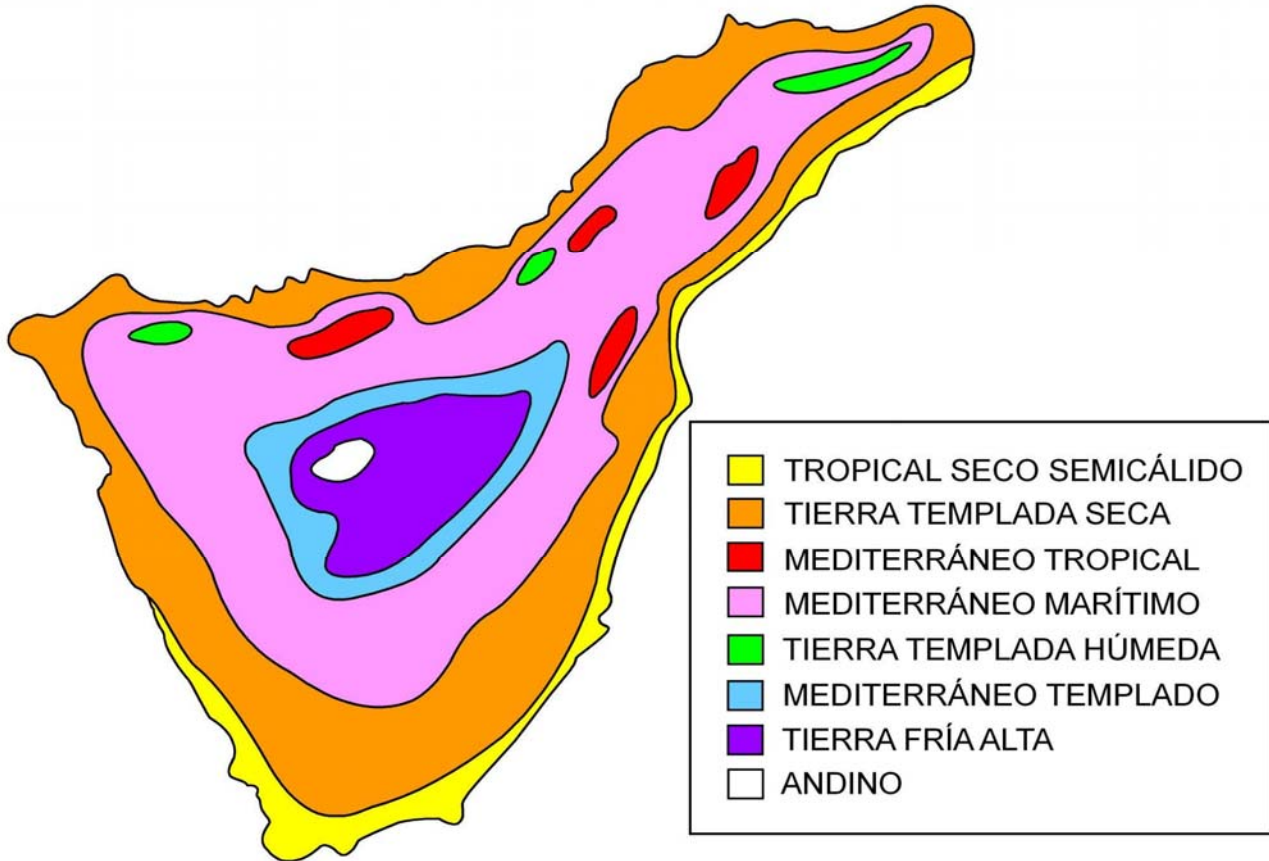 TROPICAL SECO SEMICÁLIDO
TIERRA TEMPLADA SECA
MEDITERRÁNEO TROPICAL
MEDITERRÁNEO MARÍTIMO
TIERRA TEMPLADA HÚMEDA
MEDITERRÁNEO TEMPLADO
TIERRA FRÍA ALTA
ANDINO